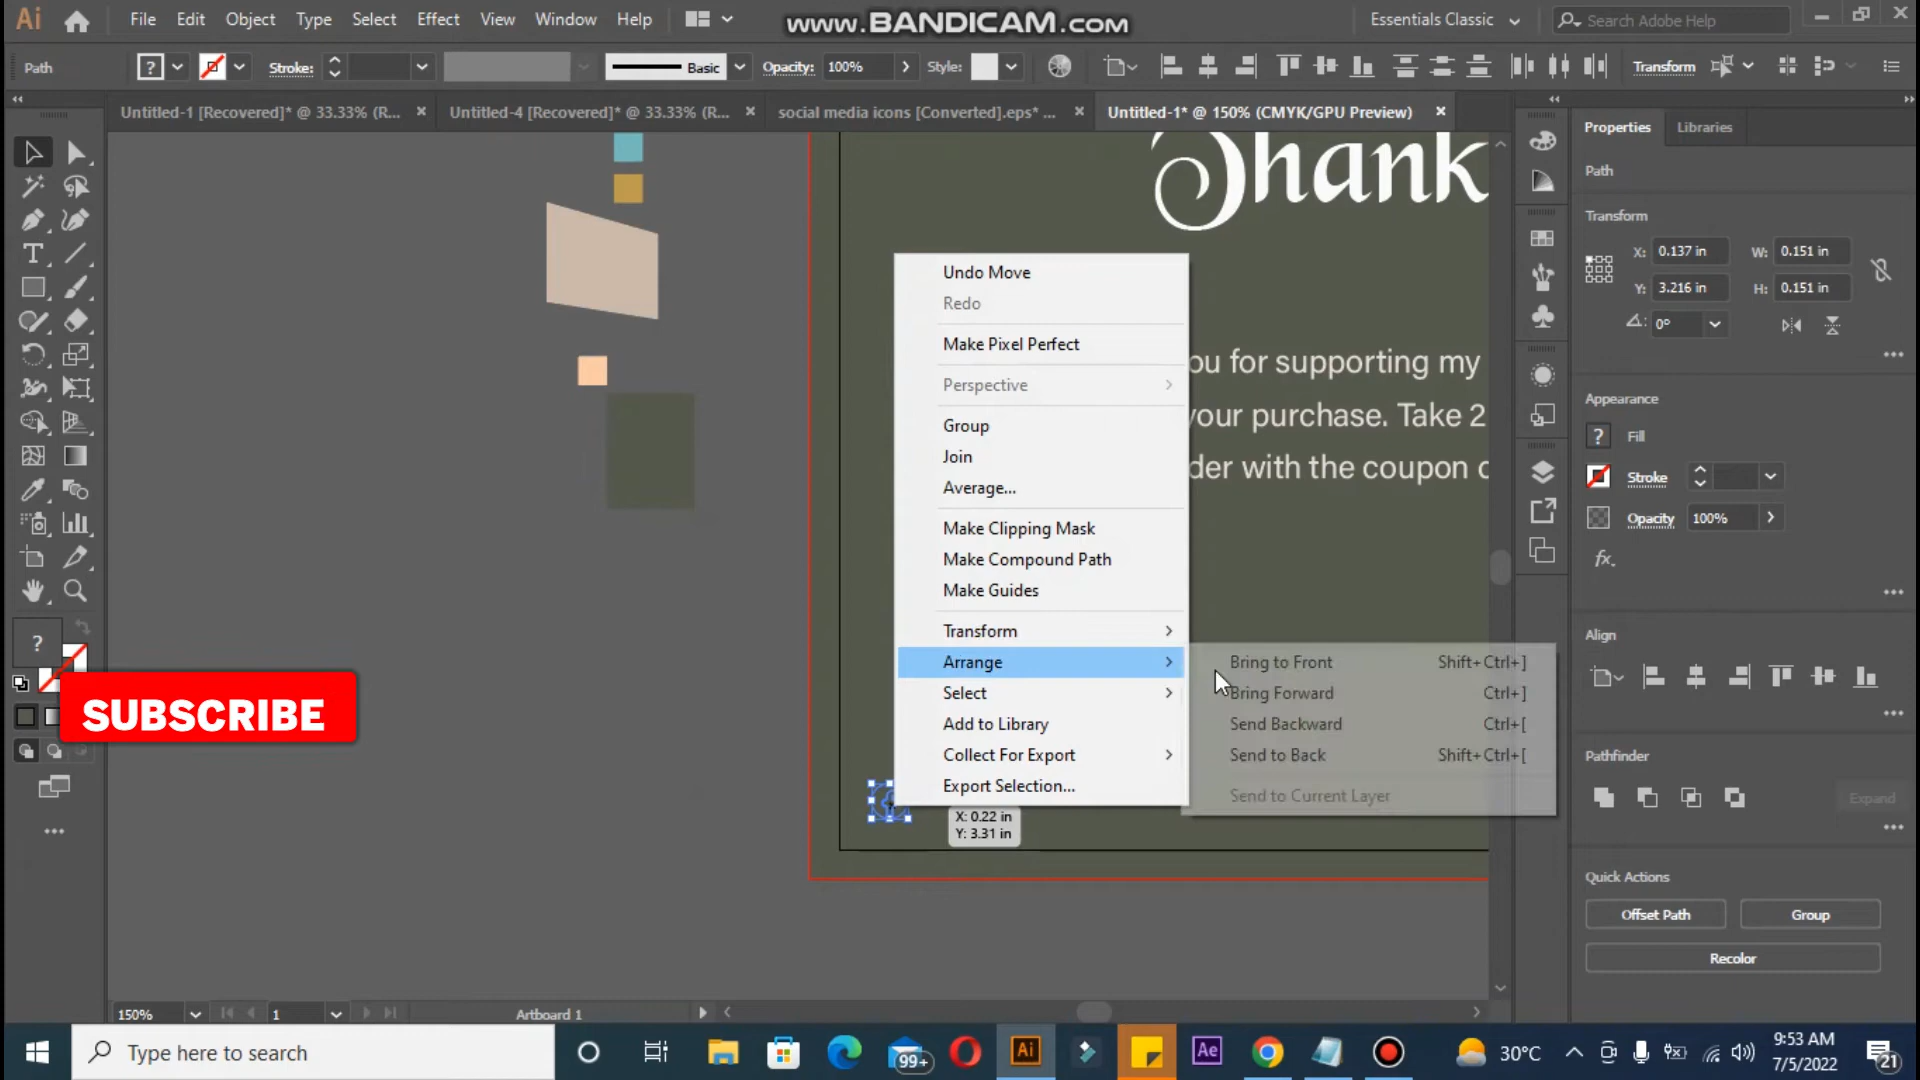 Ai File Edit Object Type Select Effect View Window Help www.BANDICAM.com Essentials Classic Search Adobe Help
Path ? Stroke: Basic Opacity: 100% Style: Transform
Untitled-1 [Recovered]* @ 33.33% (R... × Untitled-4 [Recovered]* @ 33.33% (R... × social media icons [Converted].eps* ... × Untitled-1* @ 150% (CMYK/GPU Preview) ×
Thank
ou for supporting my
your purchase. Take 2
der with the coupon c
Undo Move
Redo
Make Pixel Perfect
Perspective
Group
Join
Average...
Make Clipping Mask
Make Compound Path
Make Guides
Transform
Arrange
Select
Add to Library
Collect For Export
Export Selection...
Bring to Front Shift+Ctrl+]
Bring Forward Ctrl+]
Send Backward Ctrl+[
Send to Back Shift+Ctrl+[
Send to Current Layer
X: 0.22 in
Y: 3.31 in
?
SUBSCRIBE
Properties Libraries
Path
Transform
X: 0.137 in W: 0.151 in
Y: 3.216 in H: 0.151 in
0°
Appearance
? Fill
Stroke
Opacity 100%
fx.
Align
Pathfinder
Expand
Quick Actions
Offset Path Group
Recolor
150% 1 Artboard 1
Type here to search 99+ Ai Ae 30°C 9:53 AM
7/5/2022
21